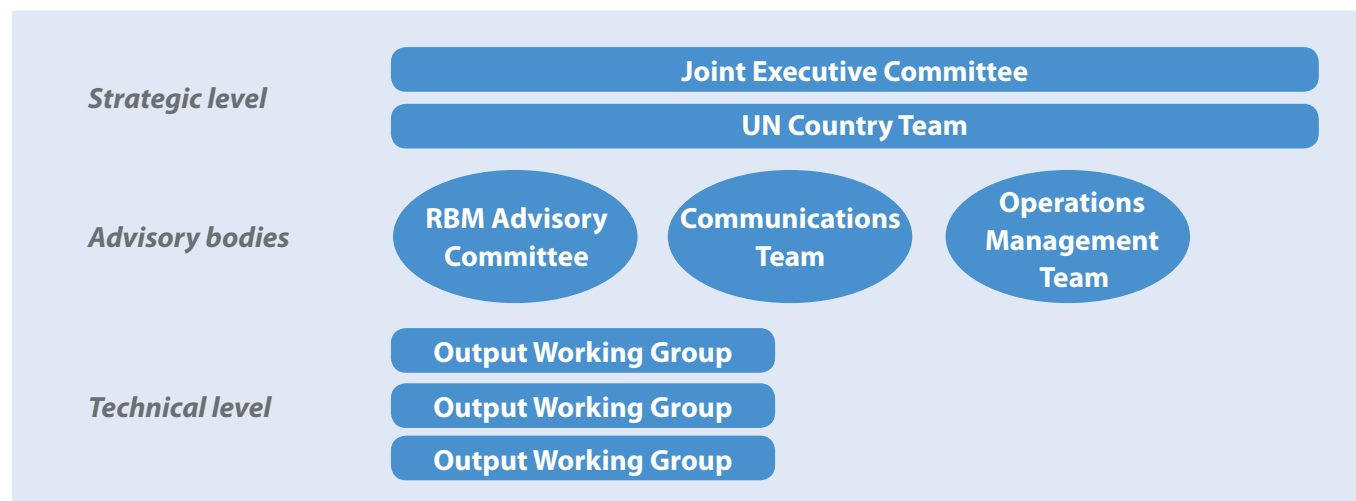 Strategic level
Joint Executive Committee
UN Country Team
Advisory bodies
RBM Advisory
Committee
Communications
Team
Operations
Management
Team
Technical level
Output Working Group
Output Working Group
Output Working Group